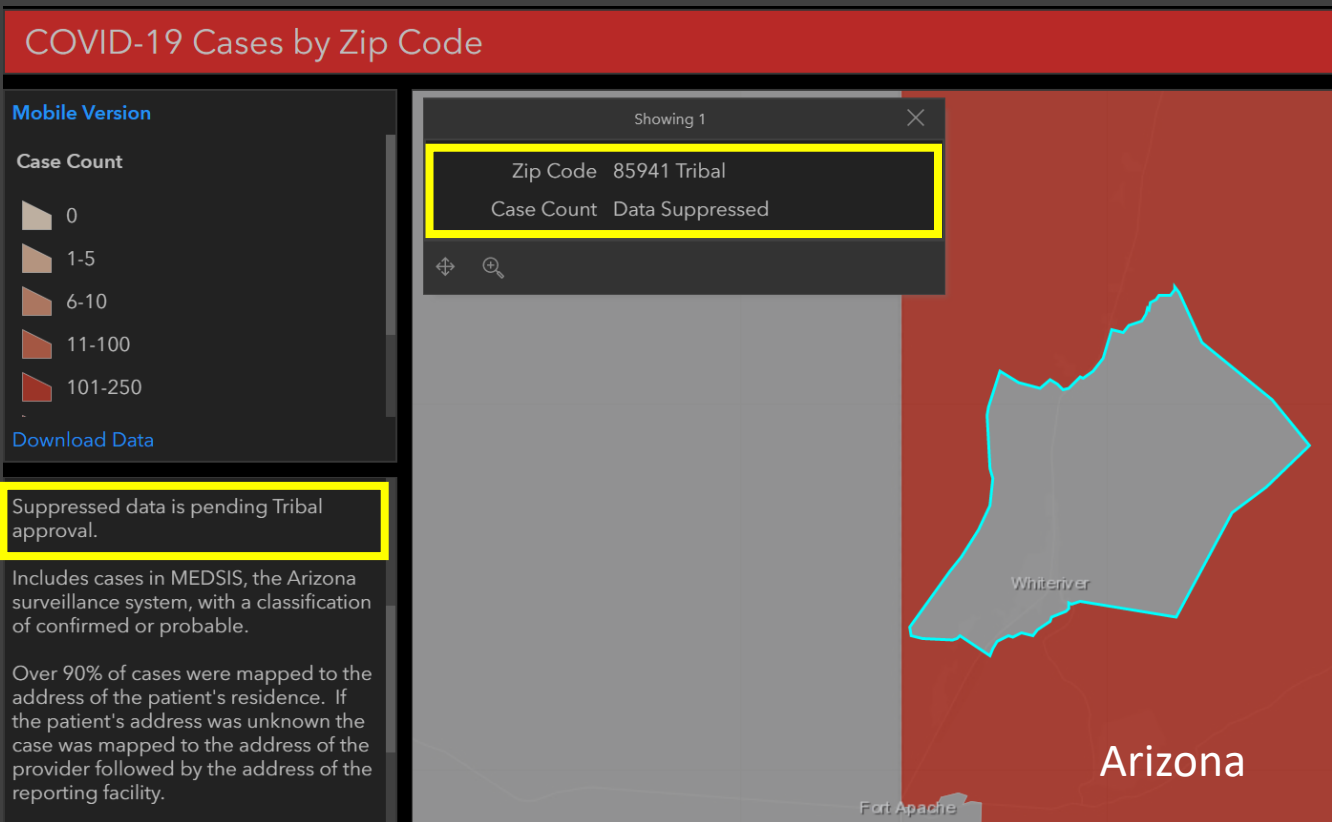 COVID-19 Cases by Zip Code
Mobile Version
Case Count
0
1-5
6-10
11-100
101-250
Download Data
Suppressed data is pending Tribal
approval.
Includes cases in MEDSIS, the Arizona
surveillance system, with a classification
of confirmed or probable.
Over 90% of cases were mapped to the
address of the patient's residence.  If
the patient's address was unknown the
case was mapped to the address of the
provider followed by the address of the
reporting facility.
Showing 1
Zip Code 85941 Tribal
Case Count Data Suppressed
Whiteriver
Arizona
Fort Apache